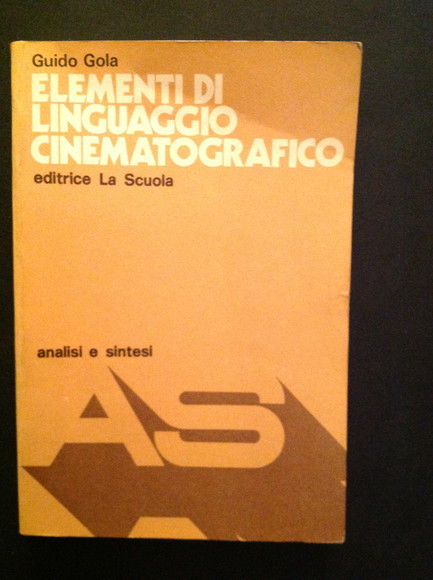 Guido Gola
ELEMENTI DI
LINGUAGGIO
CINEMATOGRAFICO
editrice La Scuola
analisi e sintesi
AS